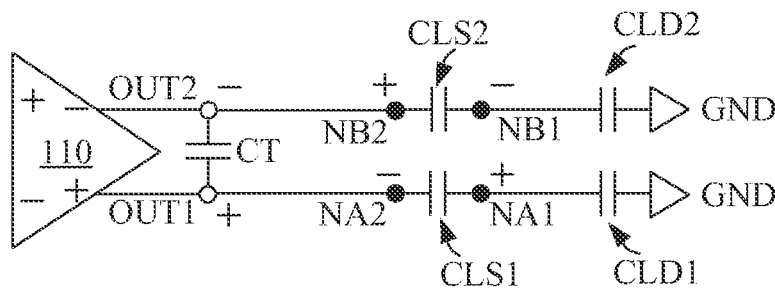 CLS2
CLD2
+ − OUT2 − + − GND
NB2 NB1
110 CT
− + OUT1 + − + GND
NA2 NA1
CLS1
CLD1